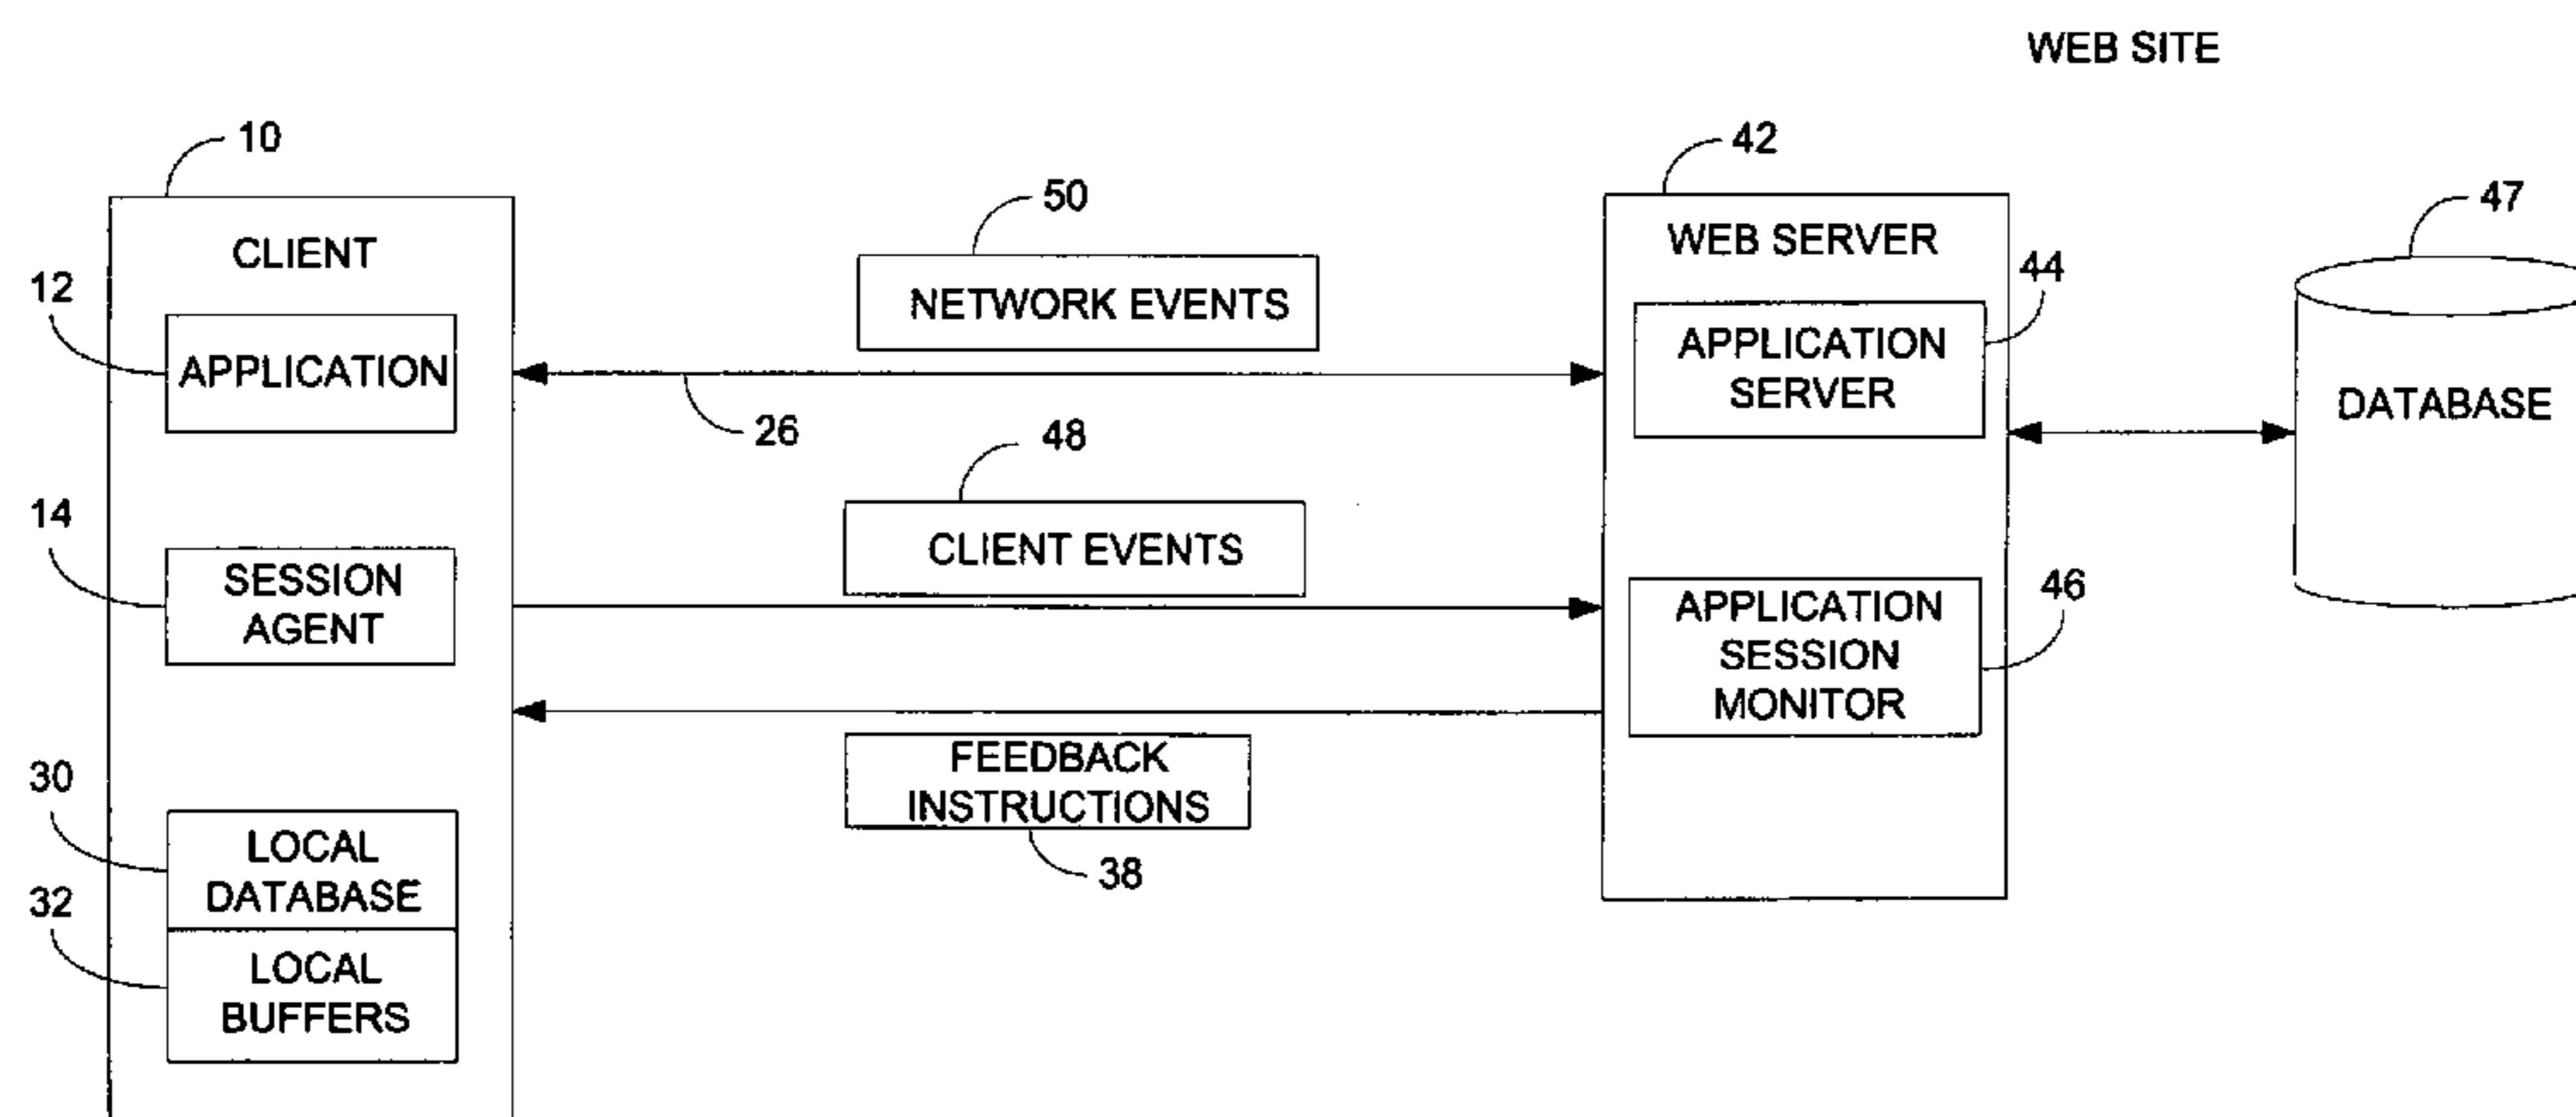 WEB SITE
10
42
50
47
CLIENT
WEB SERVER
12
44
NETWORK EVENTS
APPLICATION
APPLICATION
SERVER
DATABASE
26
48
14
CLIENT EVENTS
SESSION
AGENT
46
APPLICATION
SESSION
MONITOR
30
FEEDBACK
INSTRUCTIONS
LOCAL
DATABASE
38
32
LOCAL
BUFFERS